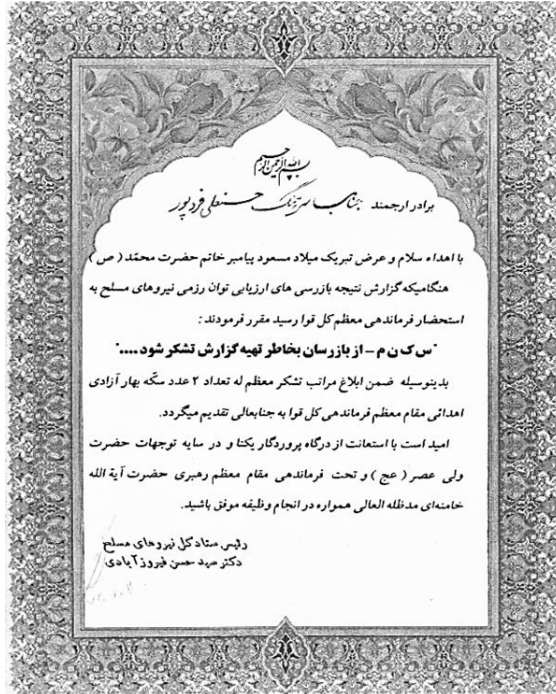 بسم الله الرحمن الرحیم
برادر ارجمند جناب سرهنگ حسنعلی فردپور
با اهداء سلام و عرض تبریک میلاد مسعود پیامبر خاتم حضرت محمّد ( ص )
هنگامیکه گزارش نتیجه بازرسی های ارزیابی توان رزمی نیروهای مسلح به
استحضار فرماندهی معظم کل قوا رسید مقرر فرمودند :
"س ک ن م – از بازرسان بخاطر تهیه گزارش تشکر شود ...."
بدینوسیله ضمن ابلاغ مراتب تشکر معظم له تعداد ۲ عدد سکّه بهار آزادی
اهدائی مقام معظم فرماندهی کل قوا به جنابعالی تقدیم میگردد.
امید است با استعانت از درگاه پروردگار یکتا و در سایه توجهات حضرت
ولی عصر ( عج ) و تحت فرماندهی مقام معظم رهبری حضرت آیة الله
خامنه‌ای مدظله العالی همواره در انجام وظیفه موفق باشید.
رئیس ستاد کل نیروهای مسلح
دکتر سید حسن فیروزآبادی